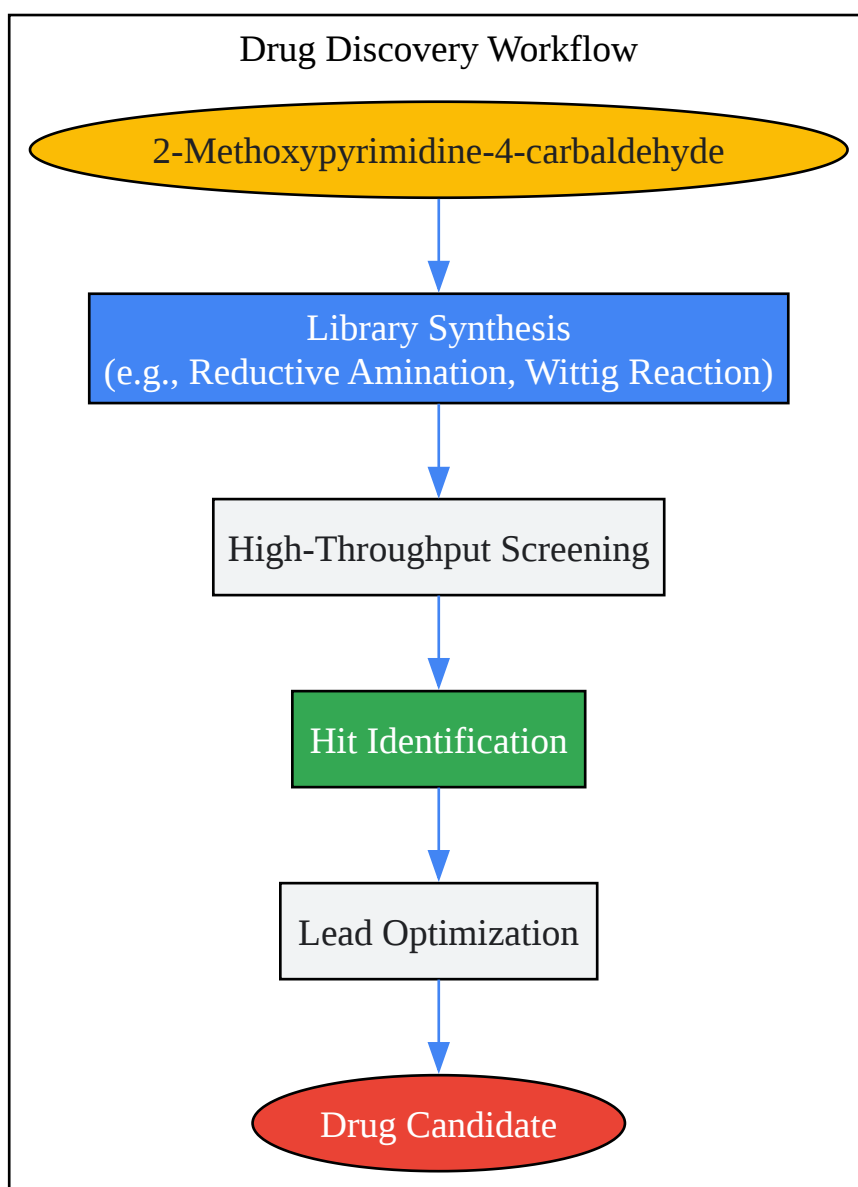 Drug Discovery Workflow
2-Methoxypyrimidine-4-carbaldehyde
Library Synthesis
(e.g., Reductive Amination, Wittig Reaction)
High-Throughput Screening
Hit Identification
Lead Optimization
Drug Candidate